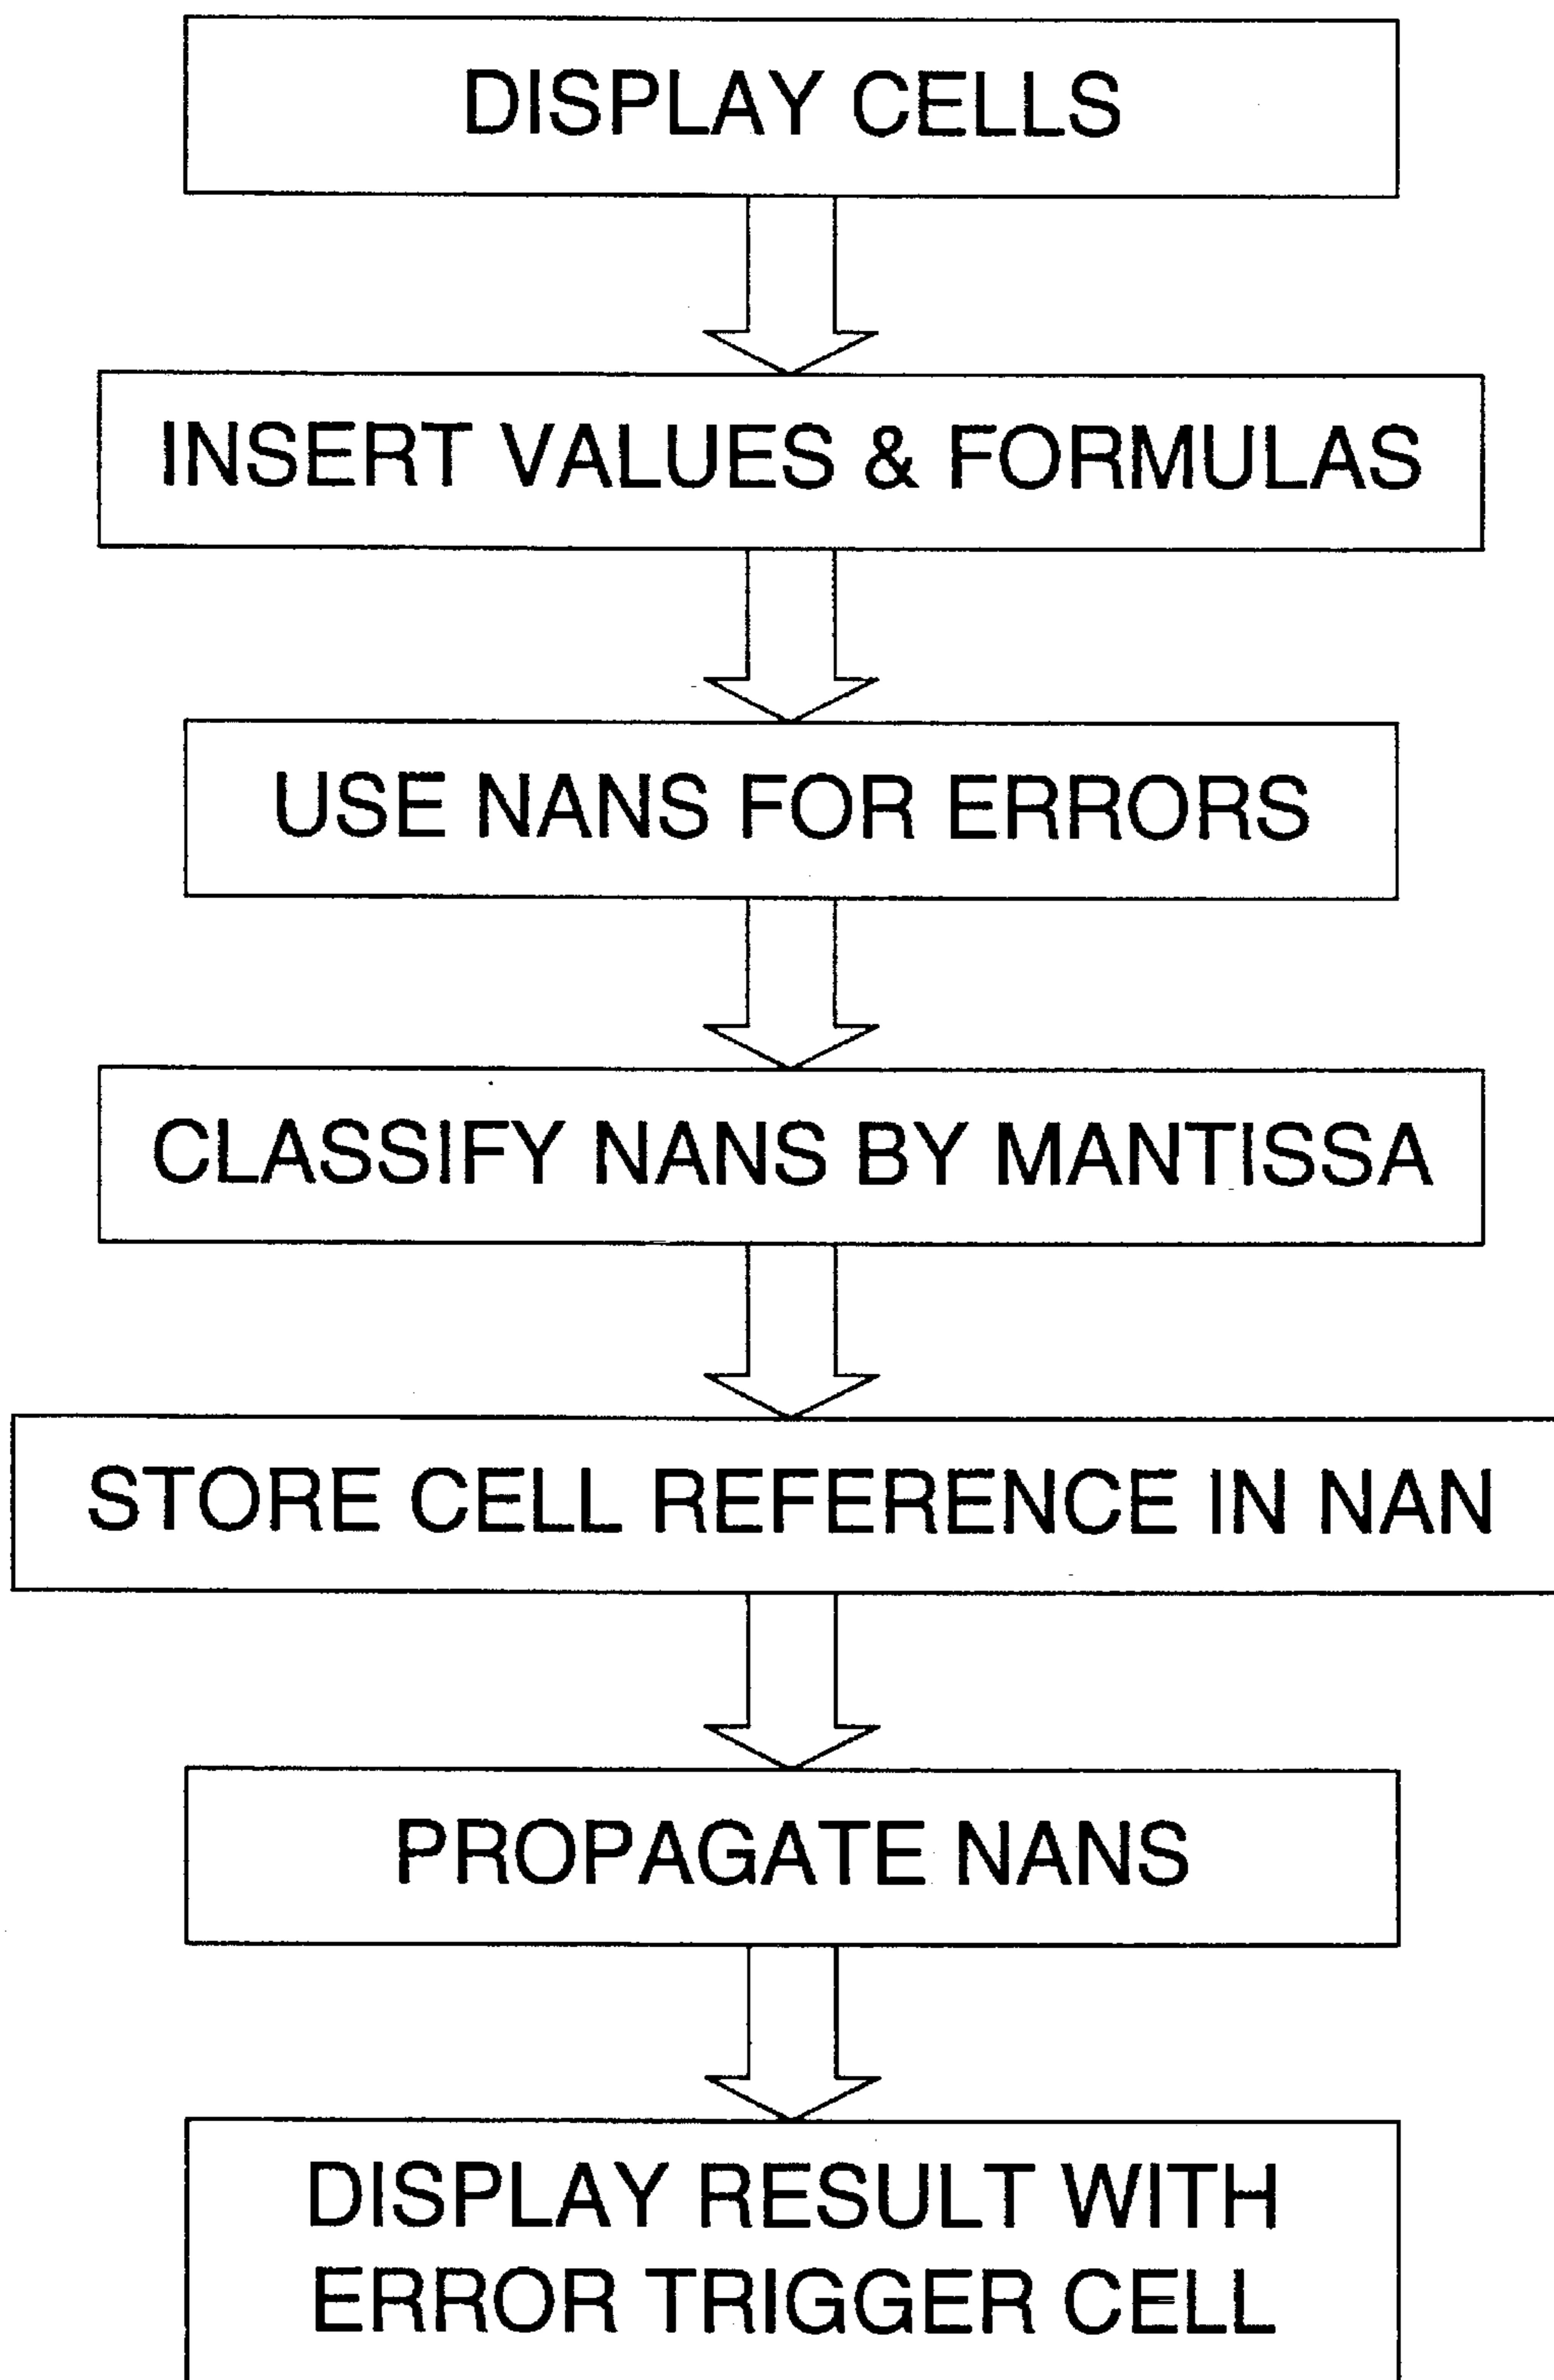 DISPLAY CELLS
INSERT VALUES & FORMULAS
USE NANS FOR ERRORS
CLASSIFY NANS BY MANTISSA
STORE CELL REFERENCE IN NAN
PROPAGATE NANS
DISPLAY RESULT WITH
ERROR TRIGGER CELL